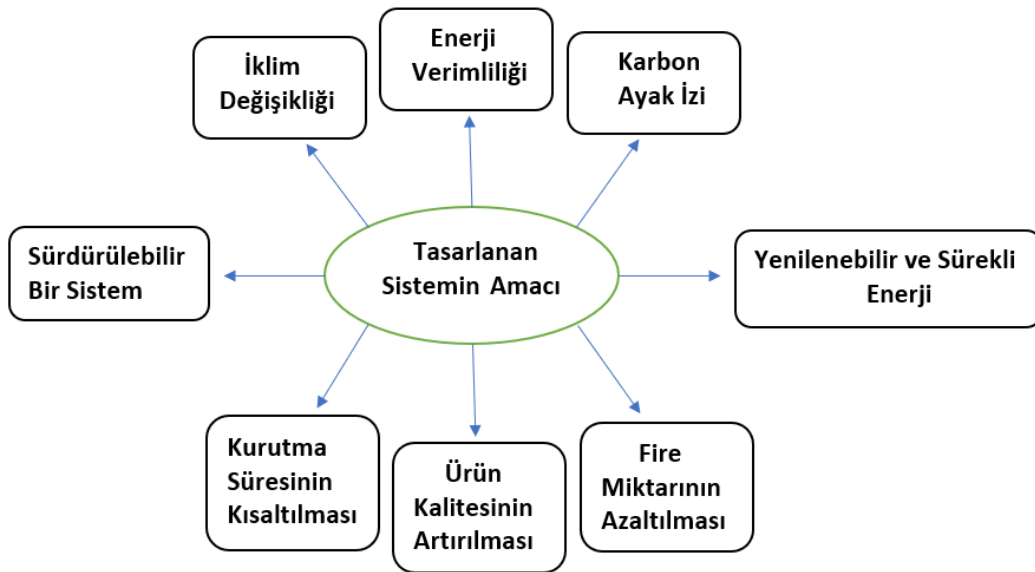 İklim
Değişikliği
Enerji
Verimliliği
Karbon
Ayak İzi
Sürdürülebilir
Bir Sistem
Tasarlanan
Sistemin Amacı
Yenilenebilir ve Sürekli
Enerji
Kurutma
Süresinin
Kısaltılması
Ürün
Kalitesinin
Artırılması
Fire
Miktarının
Azaltılması